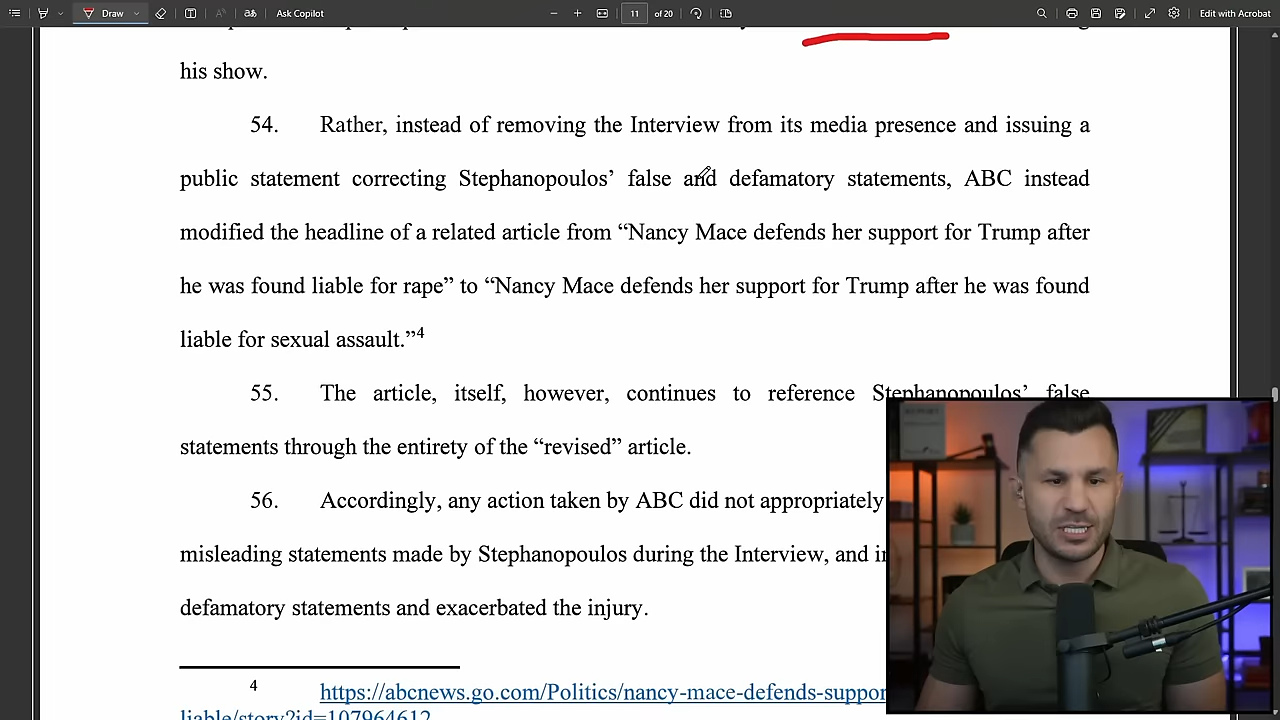 Draw
Ask Copilot
11 of 20
Edit with Acrobat
his show.
54. Rather, instead of removing the Interview from its media presence and issuing a
public statement correcting Stephanopoulos’ false and defamatory statements, ABC instead
modified the headline of a related article from “Nancy Mace defends her support for Trump after
he was found liable for rape” to “Nancy Mace defends her support for Trump after he was found
liable for sexual assault.”4
55. The article, itself, however, continues to reference Stephanopoulos’ false
statements through the entirety of the “revised” article.
56. Accordingly, any action taken by ABC did not appropriately
misleading statements made by Stephanopoulos during the Interview, and
defamatory statements and exacerbated the injury.
4 https://abcnews.go.com/Politics/nancy-mace-defends-suppor
liable/story?id=107964612